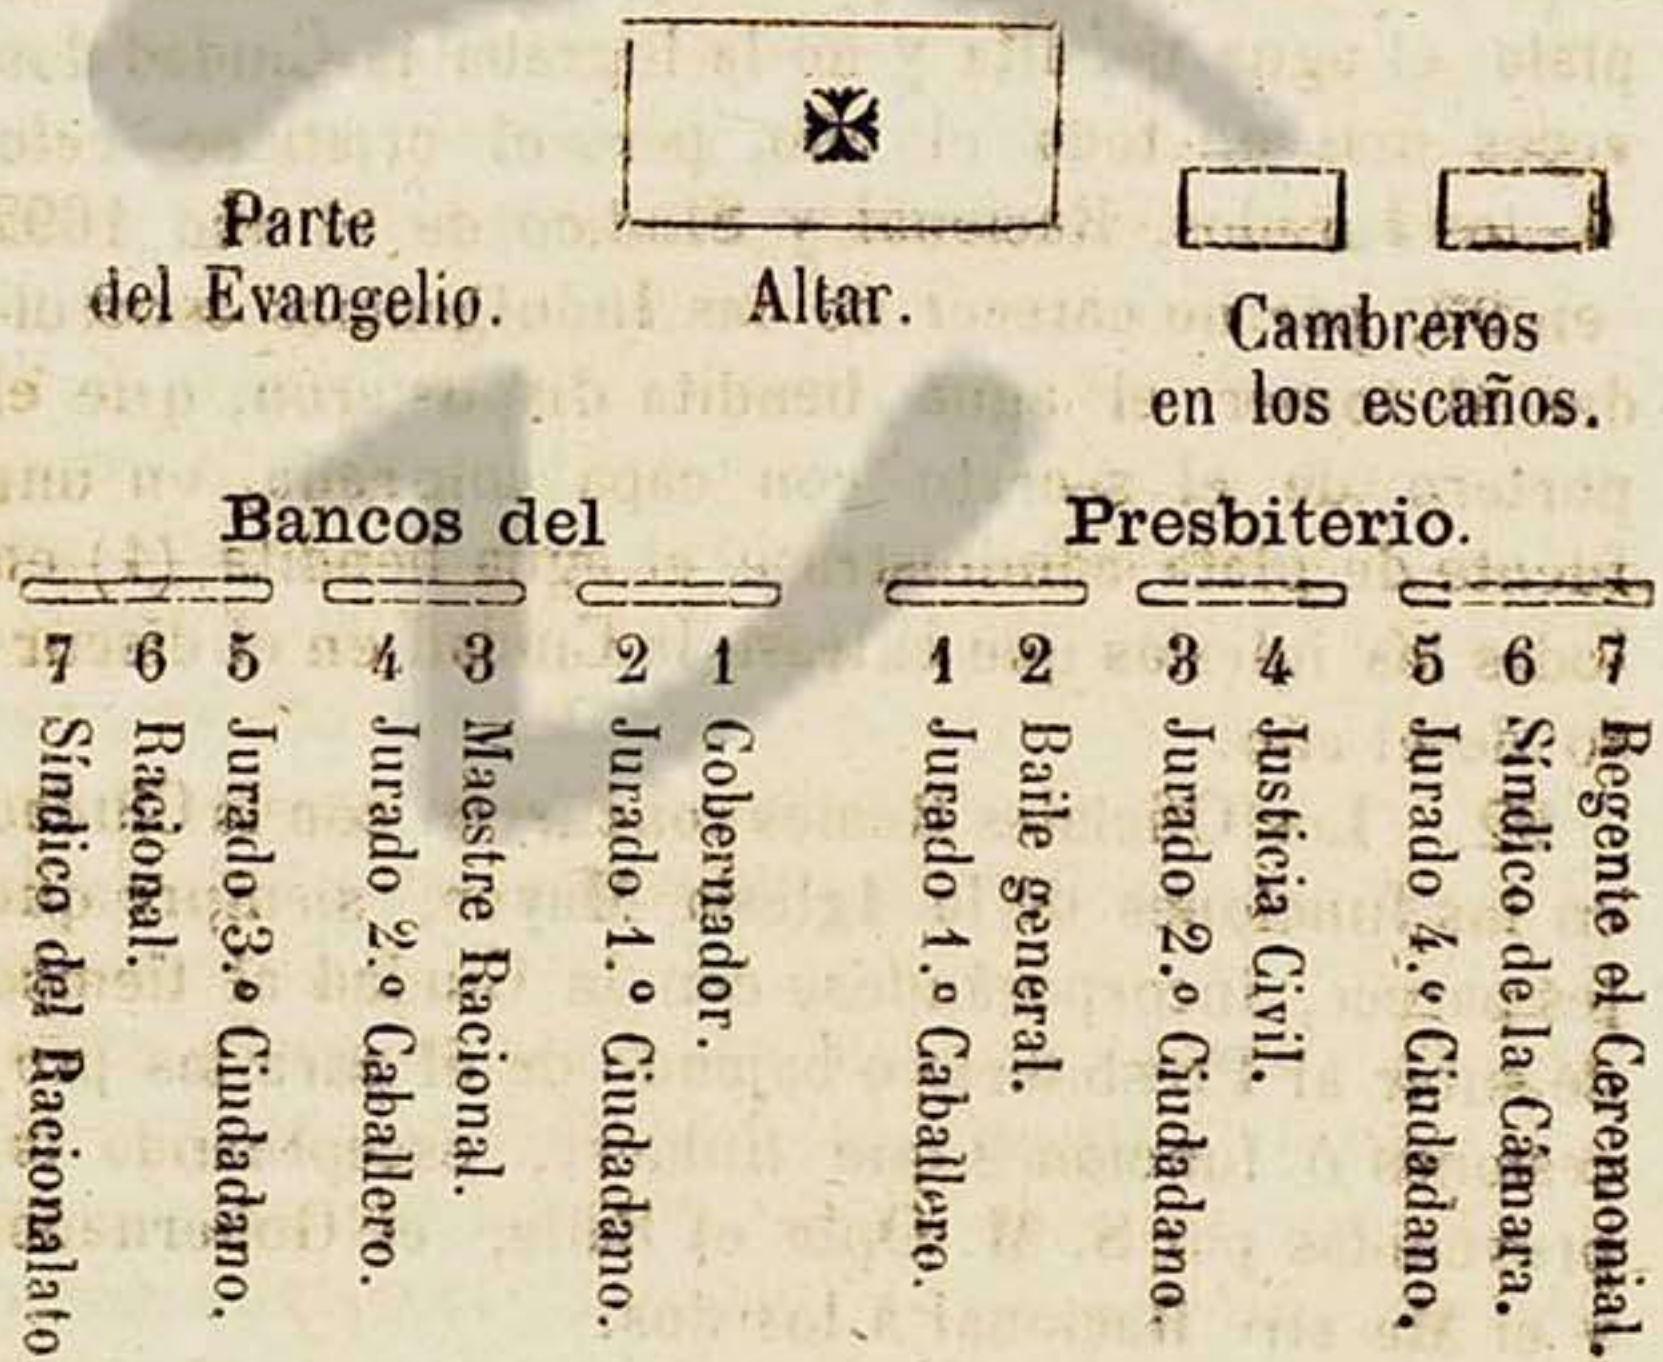 Parte
del Evangelio.
Altar.
Cambreros
en los escaños.
Bancos del Presbiterio.
7 6 5 4 3 2 1 1 2 3 4 5 6 7
Síndico del Racionalato
Racional.
Jurado 3.º Ciudadano.
Jurado 2.º Caballero.
Maestre Racional.
Jurado 1.º Ciudadano.
Gobernador.
Jurado 1.º Caballero.
Baile general.
Jurado 2.º Ciudadano.
Justicia Civil.
Jurado 4.º Ciudadano.
Síndico de la Cámara.
Regente el Ceremonial.